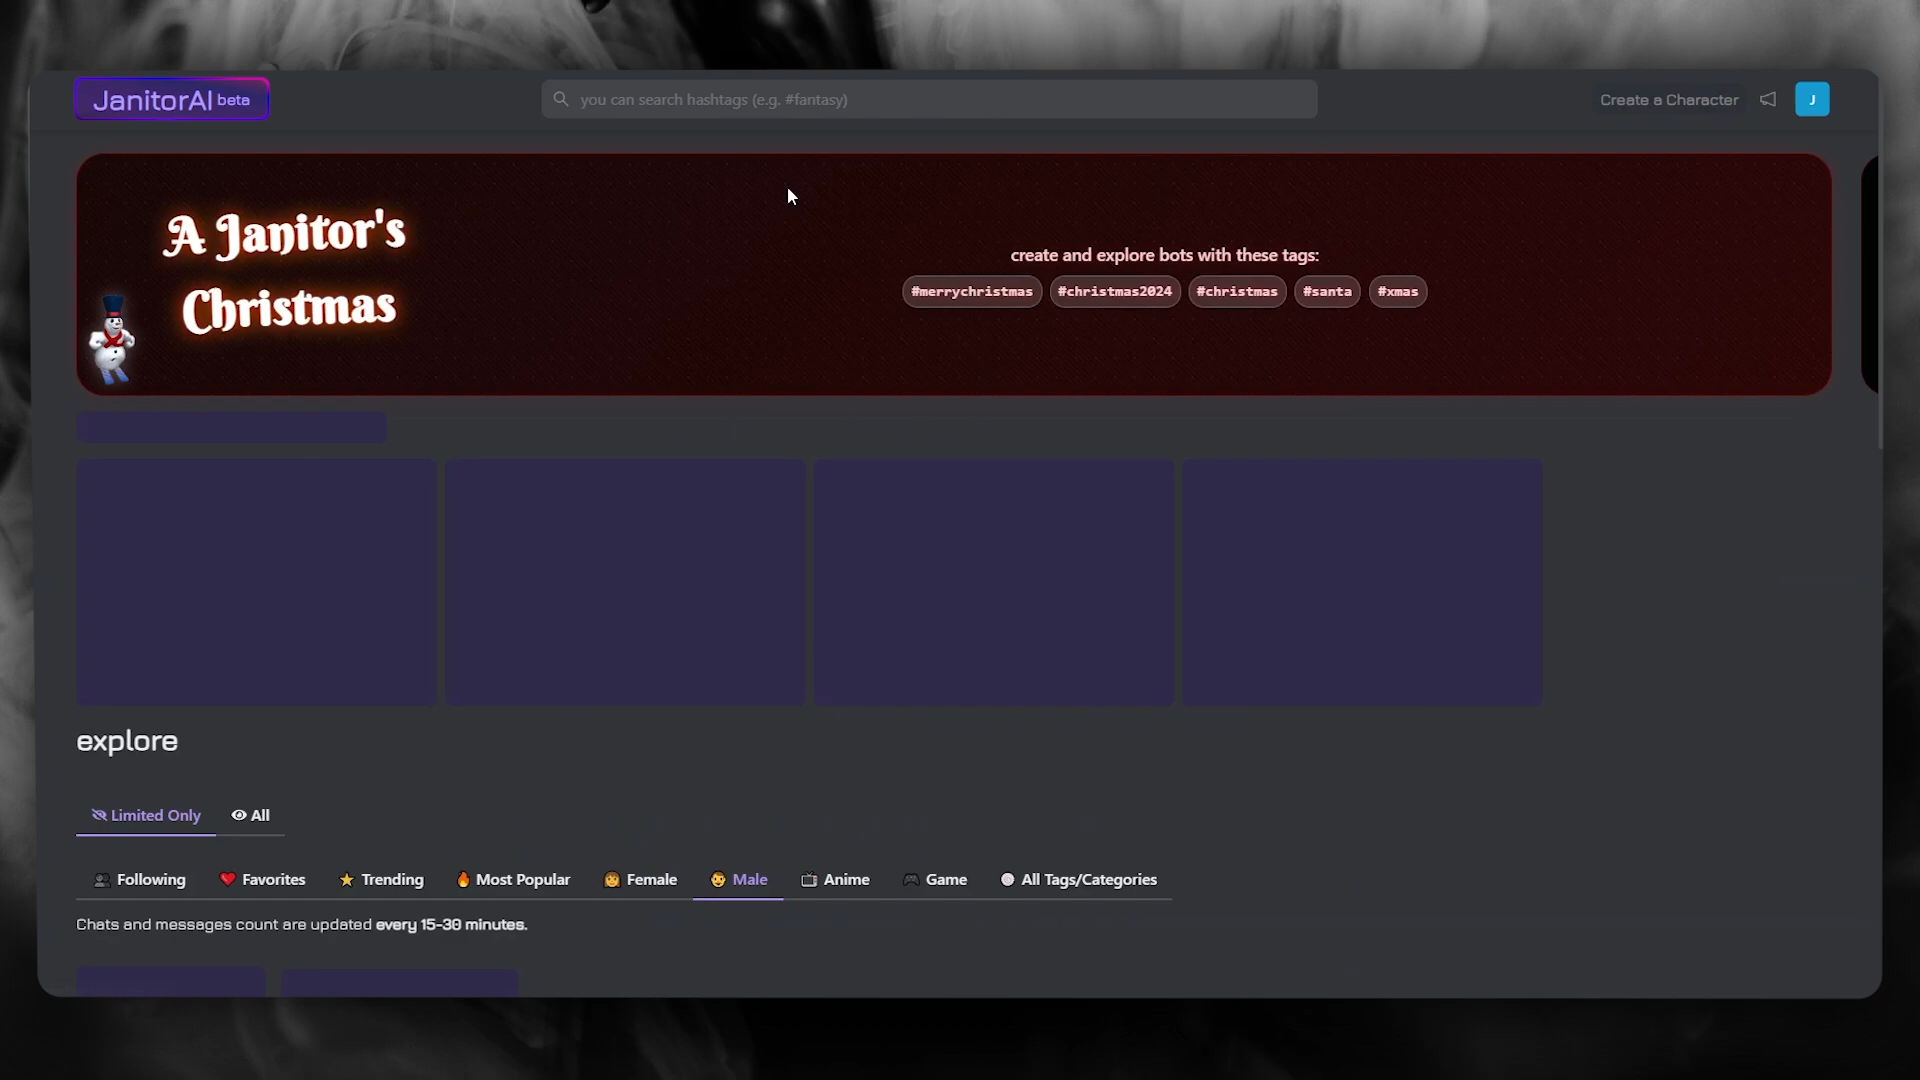 JanitorAI beta
you can search hashtags (e.g. #fantasy)
Create a Character
J
A Janitor's
Christmas
create and explore bots with these tags:
#merrychristmas #christmas2024 #christmas #santa #xmas
explore
Limited Only All
Following Favorites Trending Most Popular Female Male Anime Game All Tags/Categories
Chats and messages count are updated every 15-30 minutes.